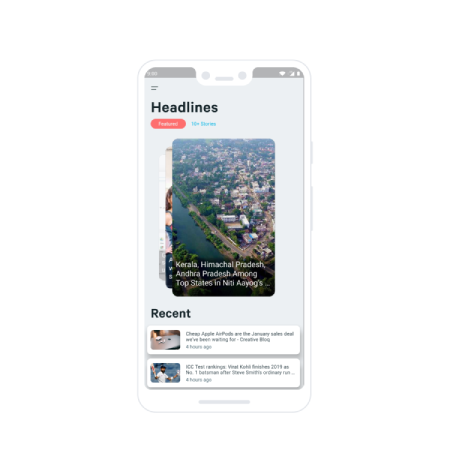 9:00
Headlines
Featured
10+ Stories
Kerala, Himachal Pradesh,
Andhra Pradesh Among
Top States in Niti Aayog's ...
Recent
Cheap Apple AirPods are the January sales deal
we've been waiting for - Creative Bloq
4 hours ago
ICC Test rankings: Virat Kohli finishes 2019 as
No. 1 batsman after Steve Smith's ordinary run ...
4 hours ago